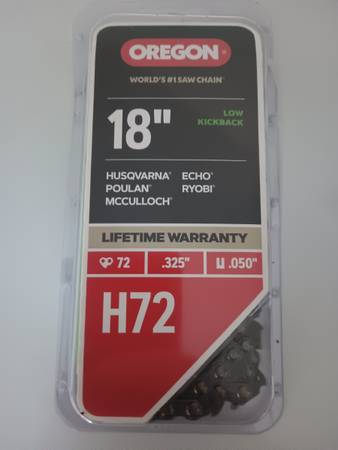 OREGON®
WORLD'S #1 SAW CHAIN®
18"
LOW
KICKBACK
HUSQVARNA® ECHO®
POULAN® RYOBI®
MCCULLOCH®
LIFETIME WARRANTY
72 .325" .050"
H72